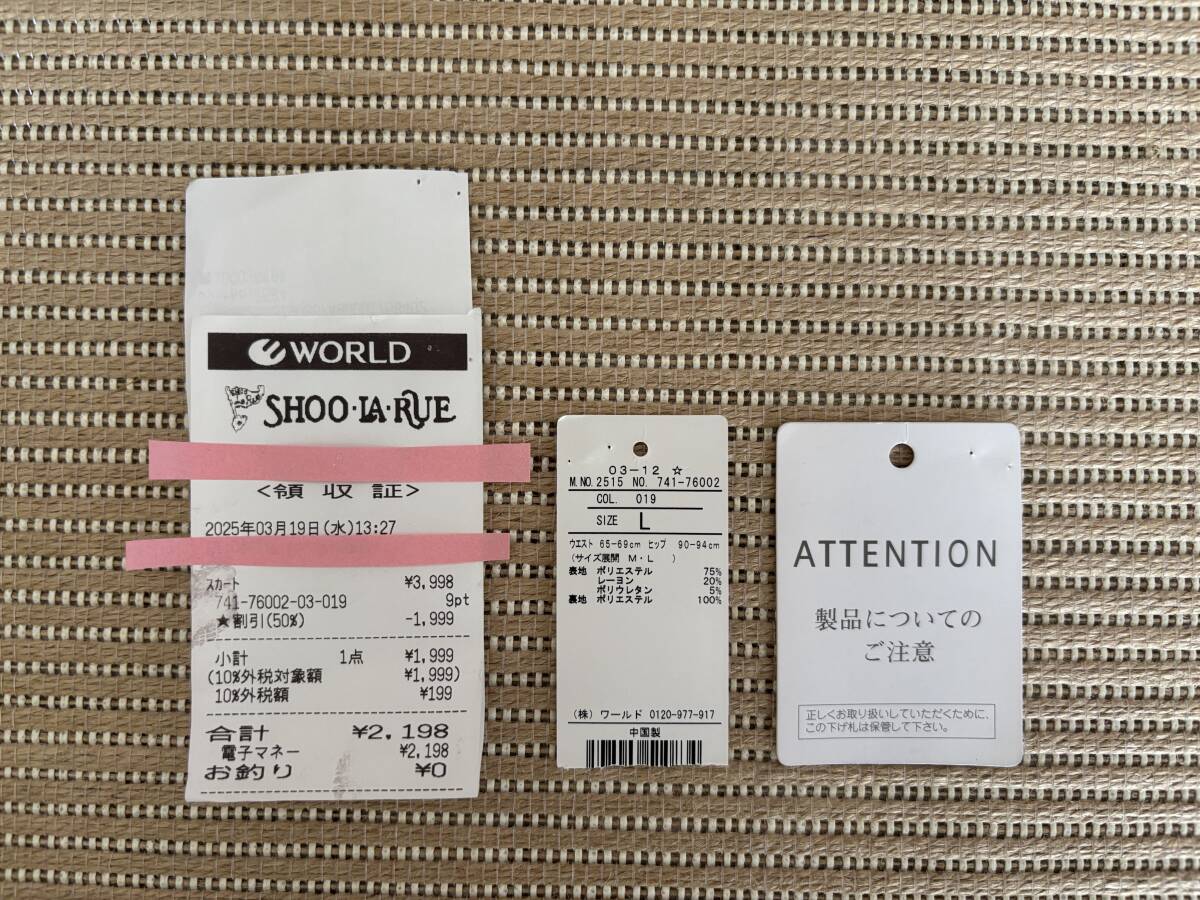 WORLD
SHOO・LA・RUE
<領収証>
2025年03月19日(水)13:27
スカート ¥3,998
741-76002-03-019 9pt
★割引(50%) -1,999
小計 1点 ¥1,999
(10%外税対象額 ¥1,999)
10%外税額 ¥199
合計 ¥2,198
電子マネー ¥2,198
お釣り ¥0
03-12 ☆
M.NO.2515 NO. 741-76002
COL. 019
SIZE L
ウエスト 65-69cm ヒップ 90-94cm
(サイズ展開 M・L )
表地 ポリエステル 75%
レーヨン 20%
ポリウレタン 5%
裏地 ポリエステル 100%
(株) ワールド 0120-977-917
中国製
ATTENTION
製品についての
ご注意
正しくお取り扱いしていただくために、
この下げ札は保管して下さい。